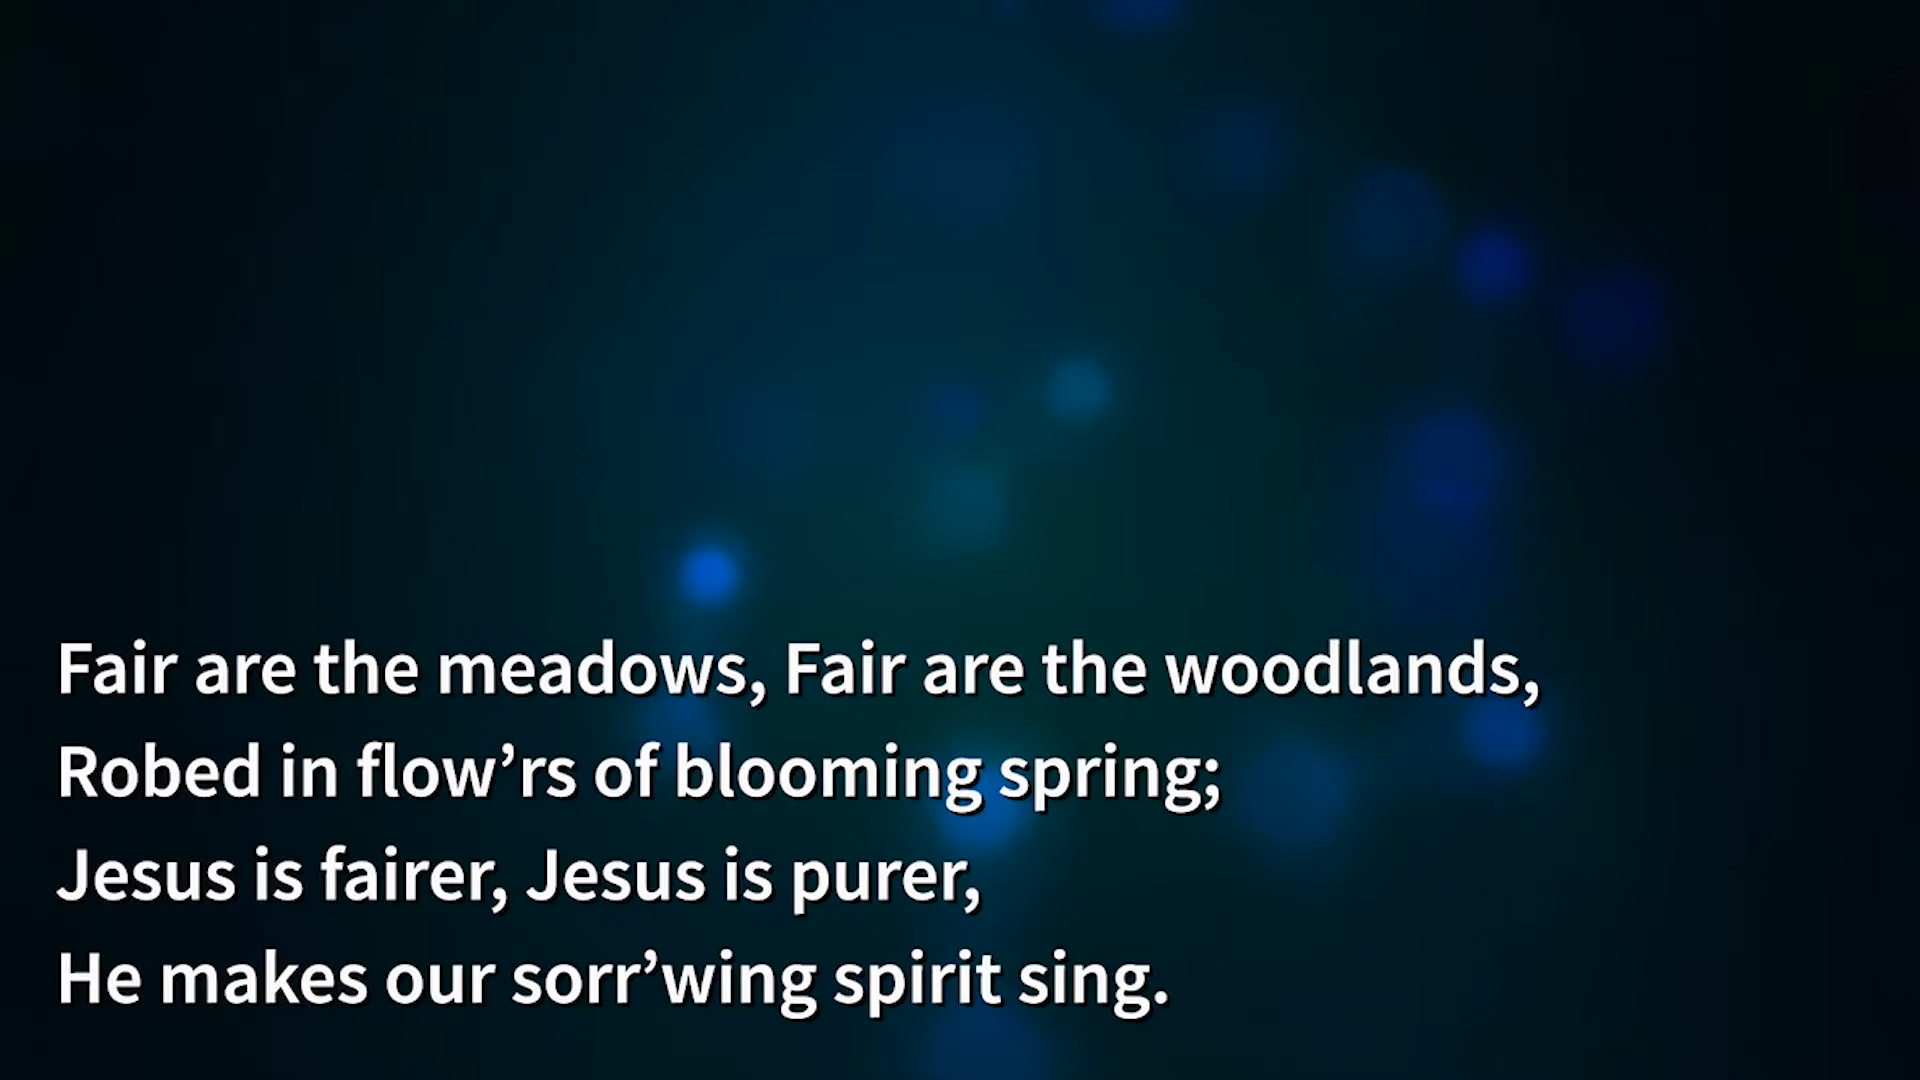 Fair are the meadows, Fair are the woodlands,
Robed in flow’rs of blooming spring;
Jesus is fairer, Jesus is purer,
He makes our sorr’wing spirit sing.